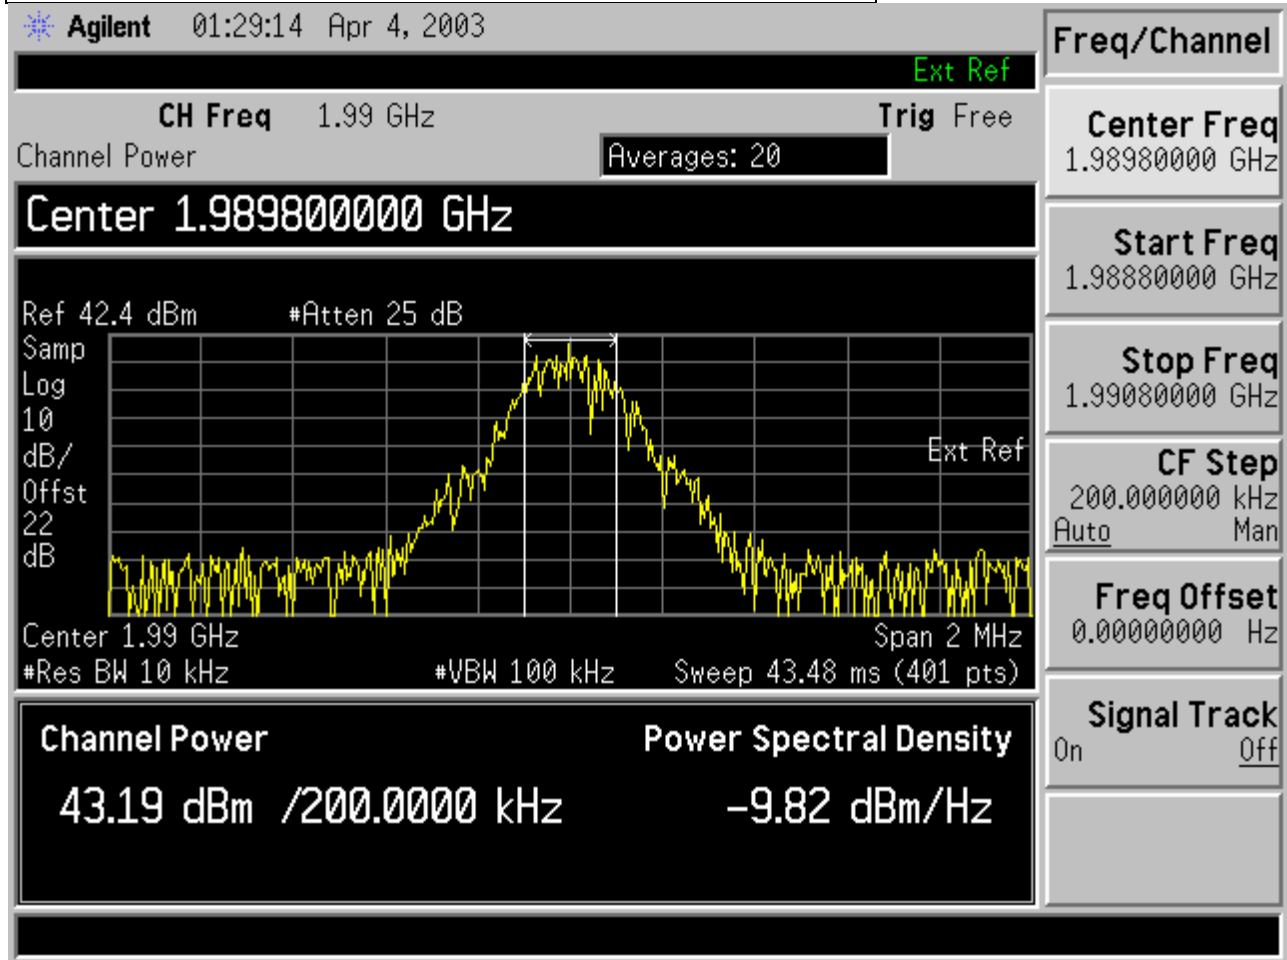 Agilent 01:29:14 Apr 4, 2003
Ext Ref
CH Freq 1.99 GHz Trig Free
Channel Power Averages: 20
Center 1.989800000 GHz
Ref 42.4 dBm #Atten 25 dB
Samp
Log
10
dB/
Offst
22
dB
Ext Ref
Center 1.99 GHz Span 2 MHz
#Res BW 10 kHz #VBW 100 kHz Sweep 43.48 ms (401 pts)
Channel Power Power Spectral Density
43.19 dBm /200.0000 kHz -9.82 dBm/Hz
Freq/Channel
Center Freq
1.98980000 GHz
Start Freq
1.98880000 GHz
Stop Freq
1.99080000 GHz
CF Step
200.000000 kHz
Auto Man
Freq Offset
0.00000000 Hz
Signal Track
On Off